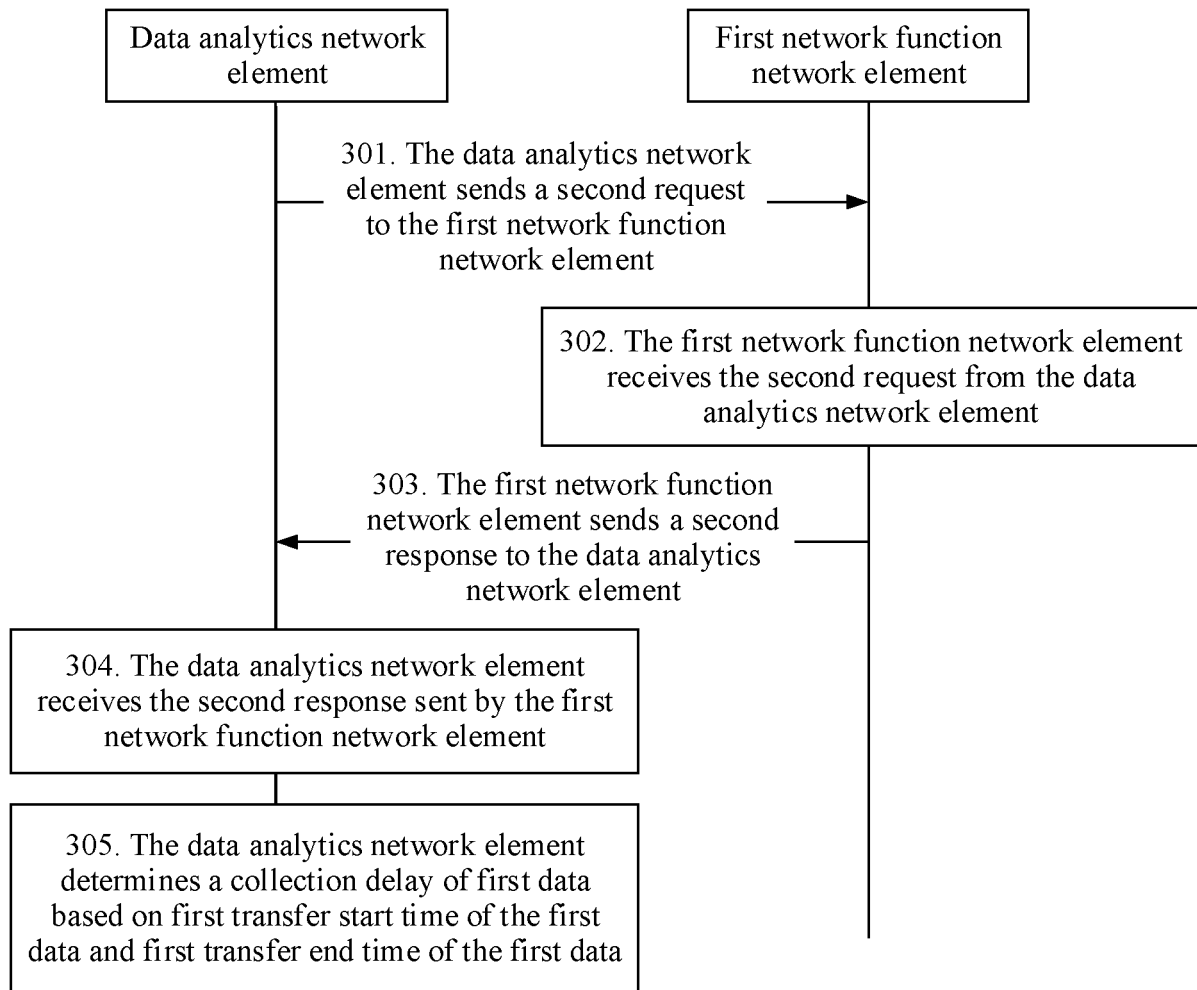 Data analytics network
element
First network function
network element
301. The data analytics network
element sends a second request
to the first network function
network element
302. The first network function network element
receives the second request from the data
analytics network element
303. The first network function
network element sends a second
response to the data analytics
network element
304. The data analytics network element
receives the second response sent by the first
network function network element
305. The data analytics network element
determines a collection delay of first data
based on first transfer start time of the first
data and first transfer end time of the first data